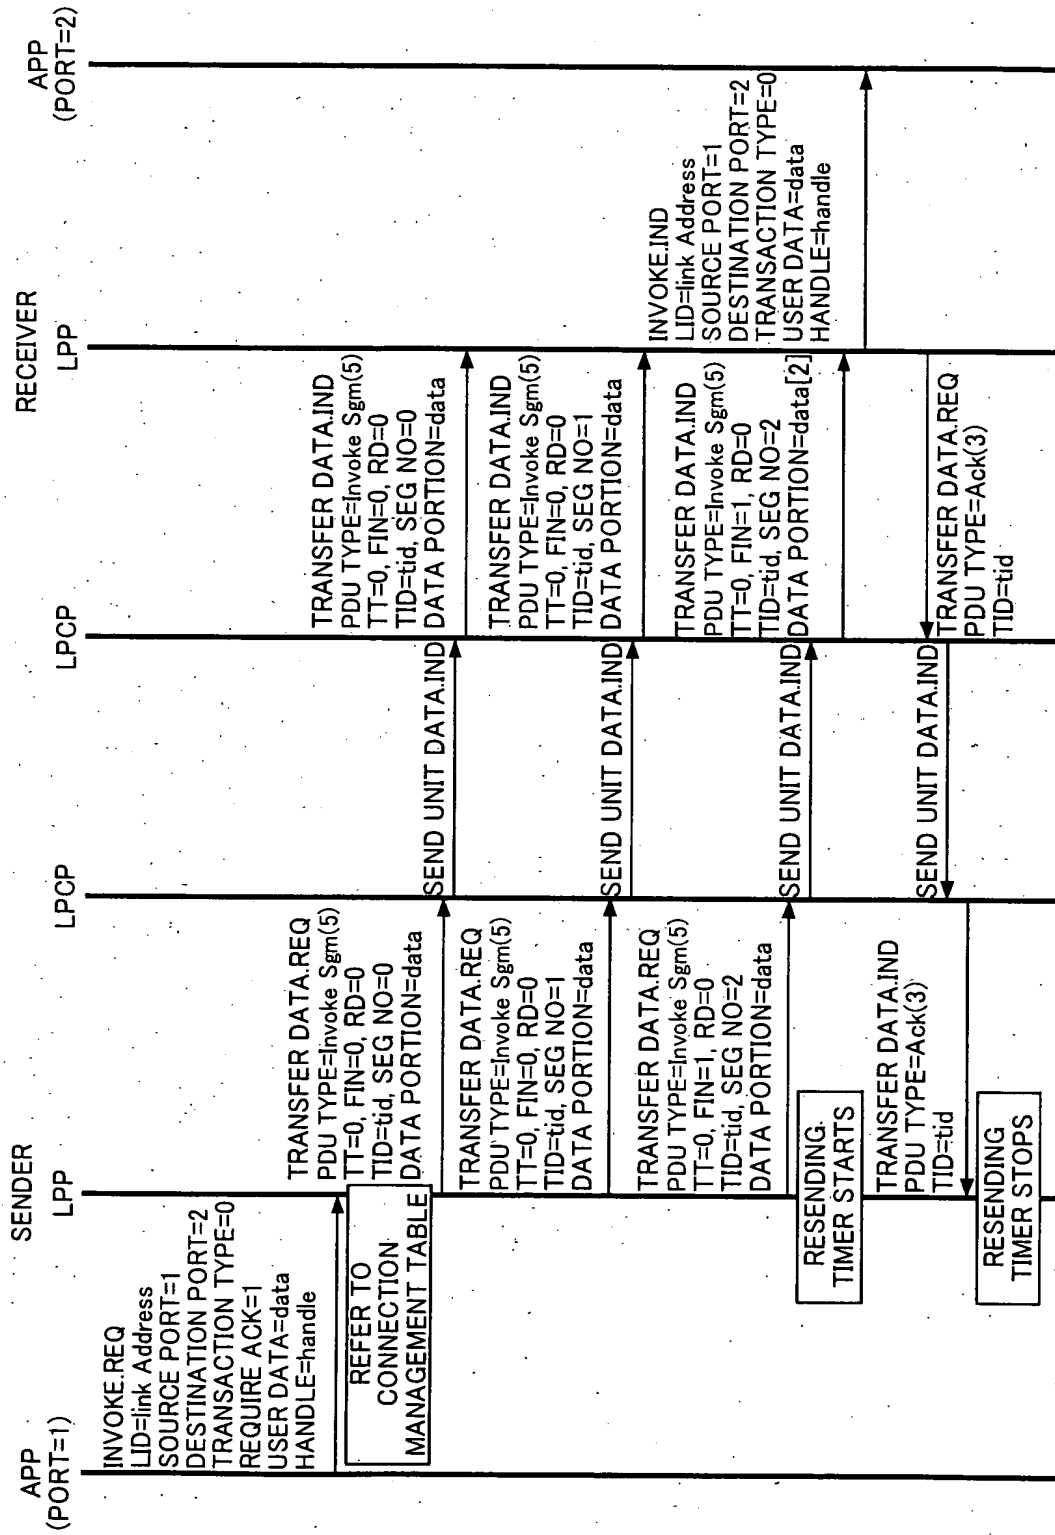 SENDER
RECEIVER
APP
(PORT=1)
LPP
LPCP
LPCP
LPP
APP
(PORT=2)
INVOKE.REQ
LID=link Address
SOURCE PORT=1
DESTINATION PORT=2
TRANSACTION TYPE=0
REQUIRE ACK=1
USER DATA=data
HANDLE=handle
REFER TO
CONNECTION
MANAGEMENT TABLE
TRANSFER DATA.REQ
PDU TYPE=Invoke Sgm(5)
TT=0, FIN=0, RD=0
TID=tid, SEG NO=0
DATA PORTION=data
SEND UNIT DATA.IND
TRANSFER DATA.IND
PDU TYPE=Invoke Sgm(5)
TT=0, FIN=0, RD=0
TID=tid, SEG NO=0
DATA PORTION=data
TRANSFER DATA.REQ
PDU TYPE=Invoke Sgm(5)
TT=0, FIN=0, RD=0
TID=tid, SEG NO=1
DATA PORTION=data
SEND UNIT DATA.IND
TRANSFER DATA.IND
PDU TYPE=Invoke Sgm(5)
TT=0, FIN=0, RD=0
TID=tid, SEG NO=1
DATA PORTION=data
TRANSFER DATA.REQ
PDU TYPE=Invoke Sgm(5)
TT=0, FIN=1, RD=0
TID=tid, SEG NO=2
DATA PORTION=data
SEND UNIT DATA.IND
TRANSFER DATA.IND
PDU TYPE=Invoke Sgm(5)
TT=0, FIN=1, RD=0
TID=tid, SEG NO=2
DATA PORTION=data[2]
INVOKE.IND
LID=link Address
SOURCE PORT=1
DESTINATION PORT=2
TRANSACTION TYPE=0
USER DATA=data
HANDLE=handle
RESENDING
TIMER STARTS
TRANSFER DATA.IND
PDU TYPE=Ack(3)
TID=tid
SEND UNIT DATA.IND
TRANSFER DATA.REQ
PDU TYPE=Ack(3)
TID=tid
RESENDING
TIMER STOPS